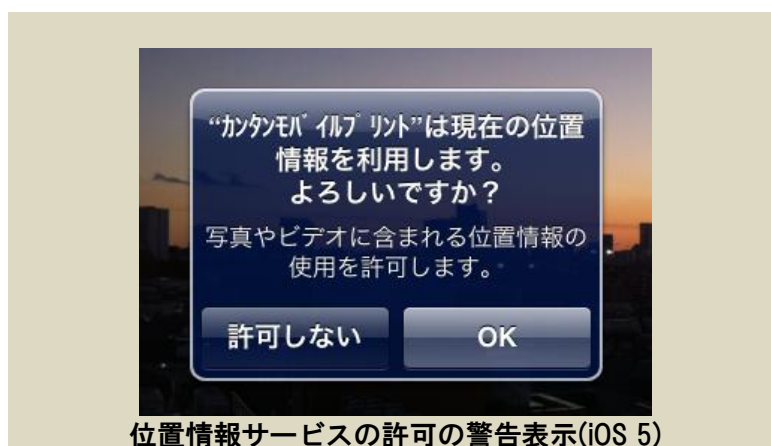 “ｶﾝﾀﾝﾓﾊﾞｲﾙﾌﾟﾘﾝﾄ”は現在の位置
情報を利用します。
よろしいですか？
写真やビデオに含まれる位置情報の
使用を許可します。
許可しない
OK
位置情報サービスの許可の警告表示(iOS 5)